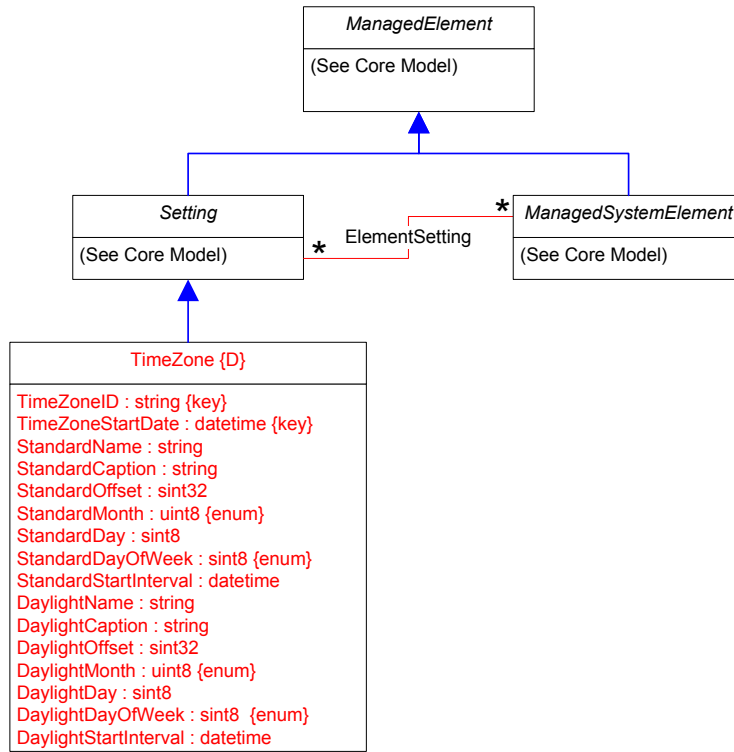 ManagedElement
(See Core Model)
Setting
(See Core Model)
*
ElementSetting
*
ManagedSystemElement
(See Core Model)
TimeZone {D}
TimeZoneID : string {key}
TimeZoneStartDate : datetime {key}
StandardName : string
StandardCaption : string
StandardOffset : sint32
StandardMonth : uint8 {enum}
StandardDay : sint8
StandardDayOfWeek : sint8 {enum}
StandardStartInterval : datetime
DaylightName : string
DaylightCaption : string
DaylightOffset : sint32
DaylightMonth : uint8 {enum}
DaylightDay : sint8
DaylightDayOfWeek : sint8  {enum}
DaylightStartInterval : datetime